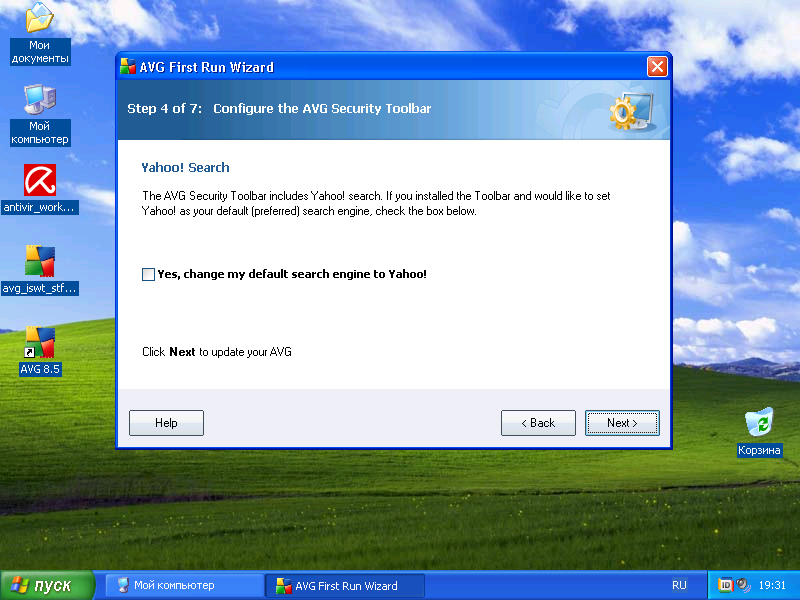 Мои
документы
Мой
компьютер
antivir_work...
avg_iswt_stf...
AVG 8.5
AVG First Run Wizard
Step 4 of 7: Configure the AVG Security Toolbar
Yahoo! Search
The AVG Security Toolbar includes Yahoo! search. If you installed the Toolbar and would like to set
Yahoo! as your default (preferred) search engine, check the box below.
Yes, change my default search engine to Yahoo!
Click Next to update your AVG
Help
< Back
Next >
Корзина
пуск
Мой компьютер
AVG First Run Wizard
RU
ID
19:31